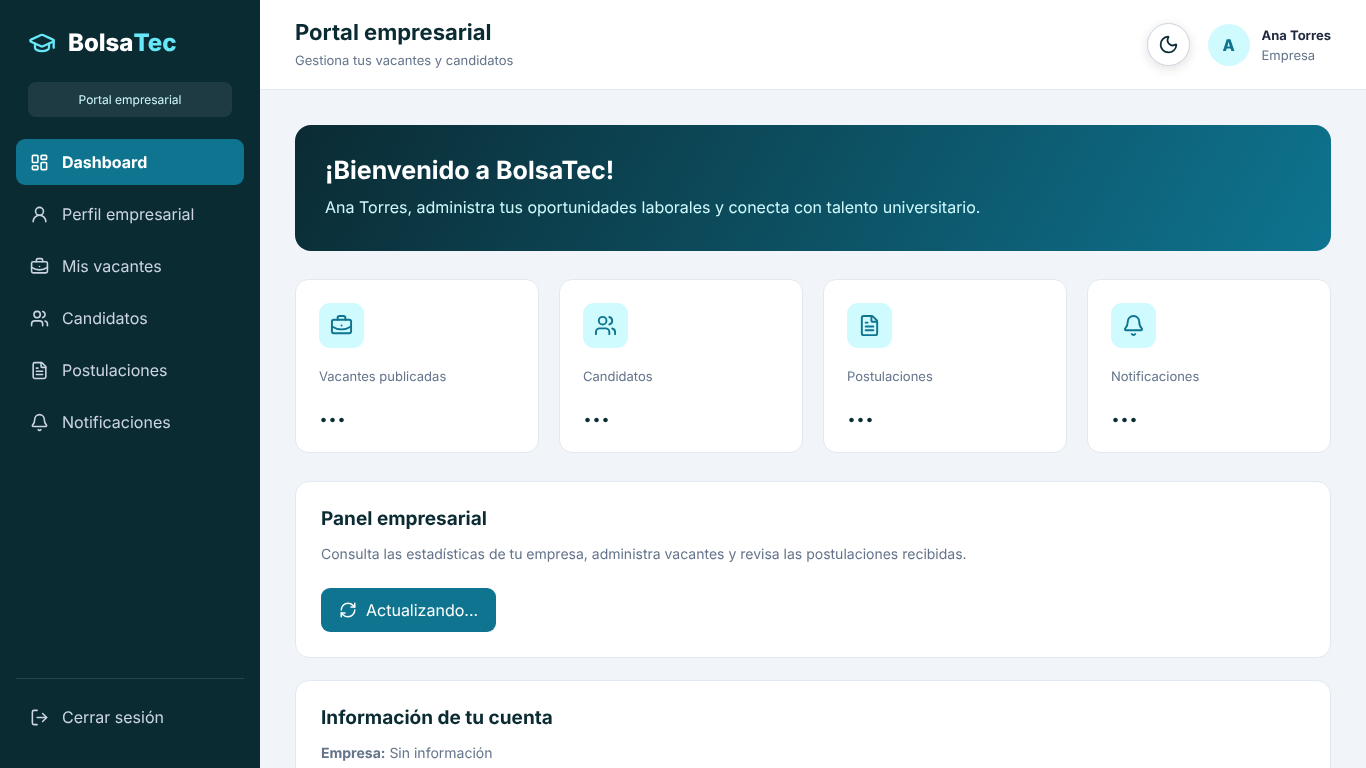 BolsaTec
Portal empresarial
Dashboard
Perfil empresarial
Mis vacantes
Candidatos
Postulaciones
Notificaciones
Cerrar sesión
Portal empresarial
Gestiona tus vacantes y candidatos
A
Ana Torres
Empresa
¡Bienvenido a BolsaTec!
Ana Torres, administra tus oportunidades laborales y conecta con talento universitario.
Vacantes publicadas
...
Candidatos
...
Postulaciones
...
Notificaciones
...
Panel empresarial
Consulta las estadísticas de tu empresa, administra vacantes y revisa las postulaciones recibidas.
Actualizando...
Información de tu cuenta
Empresa: Sin información